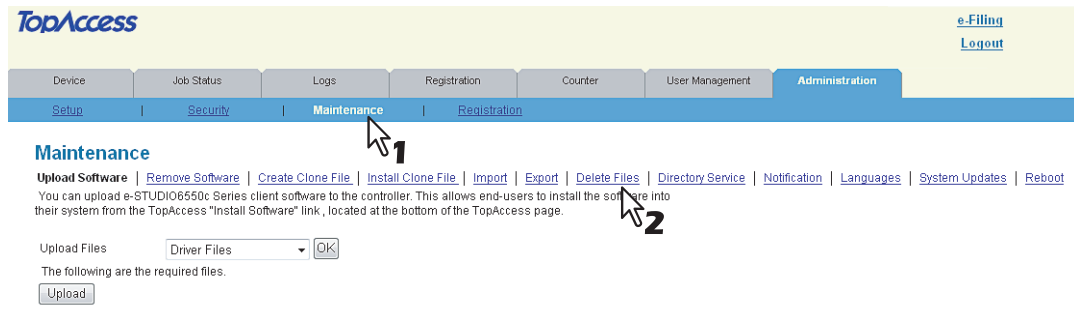 TopAccess
e-Filing
Logout
Device Job Status Logs Registration Counter User Management Administration
Setup | Security | Maintenance | Registration
1
Maintenance
Upload Software | Remove Software | Create Clone File | Install Clone File | Import | Export | Delete Files | Directory Service | Notification | Languages | System Updates | Reboot
You can upload e-STUDIO6550c Series client software to the controller. This allows end-users to install the software into
their system from the TopAccess "Install Software" link , located at the bottom of the TopAccess page.
2
Upload Files Driver Files OK
The following are the required files.
Upload